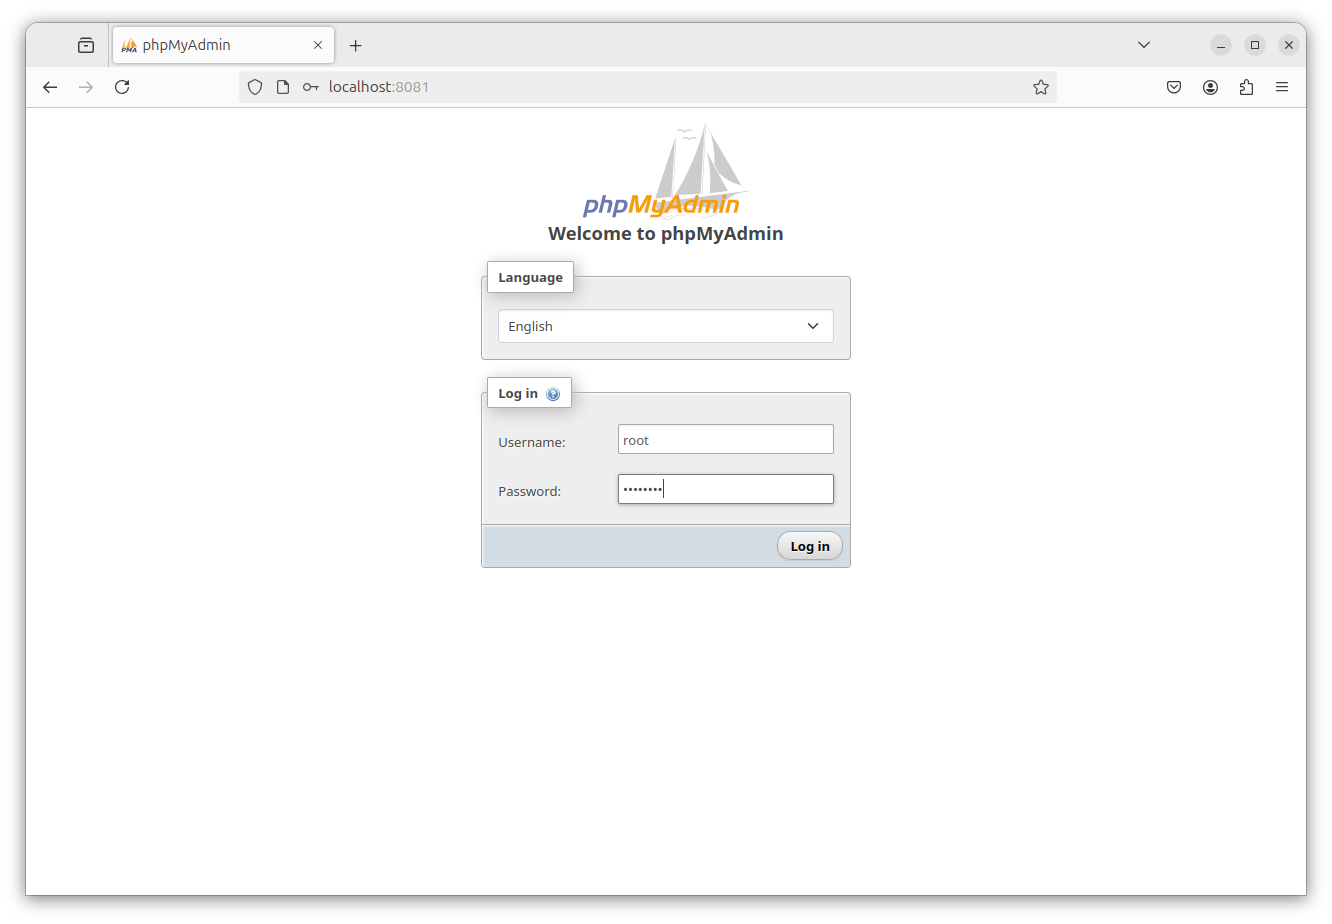 phpMyAdmin
localhost:8081
phpMyAdmin
Welcome to phpMyAdmin
Language
English
Log in
Username:
root
Password:
••••••••
Log in